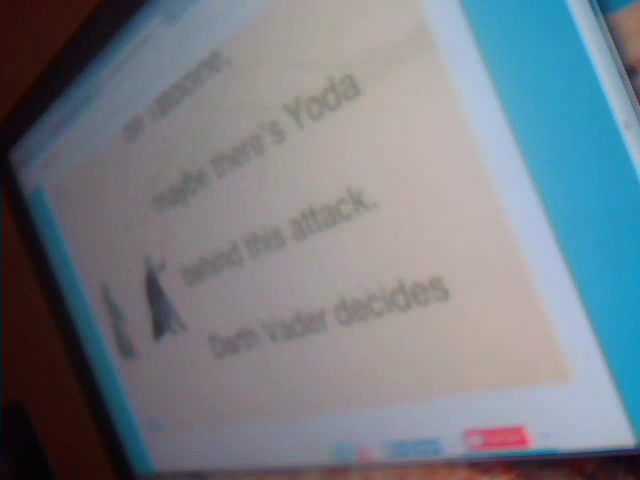 maybe there's Yoda
behind this attack.
Darth Vader decides